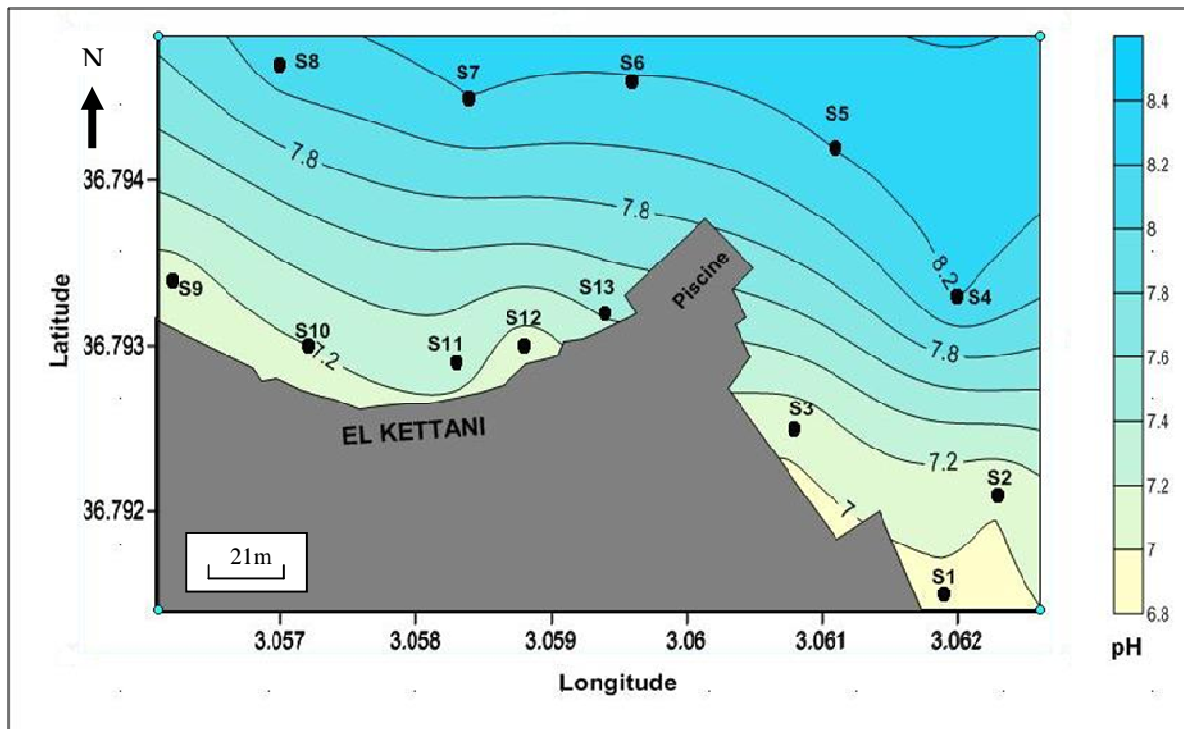 N
S8
S7
S6
S5
8.4
8.2
7.8
36.794
8
7.8
8.2
Piscine
S4
S9
S13
7.8
Latitude
S10
S12
7.8
7.6
36.793
7.2
S11
EL KETTANI
S3
7.4
7.2
S2
7.2
36.792
7
7
21m
S1
6.8
3.057
3.058
3.059
3.06
3.061
3.062
pH
Longitude